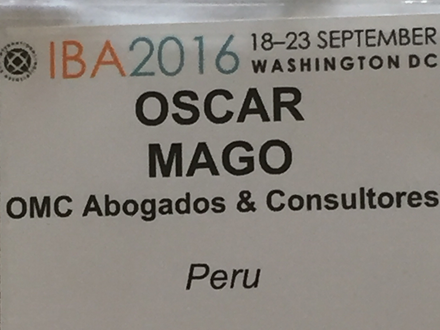 IBA2016 18–23 SEPTEMBER
WASHINGTON DC
OSCAR
MAGO
OMC Abogados & Consultores
Peru